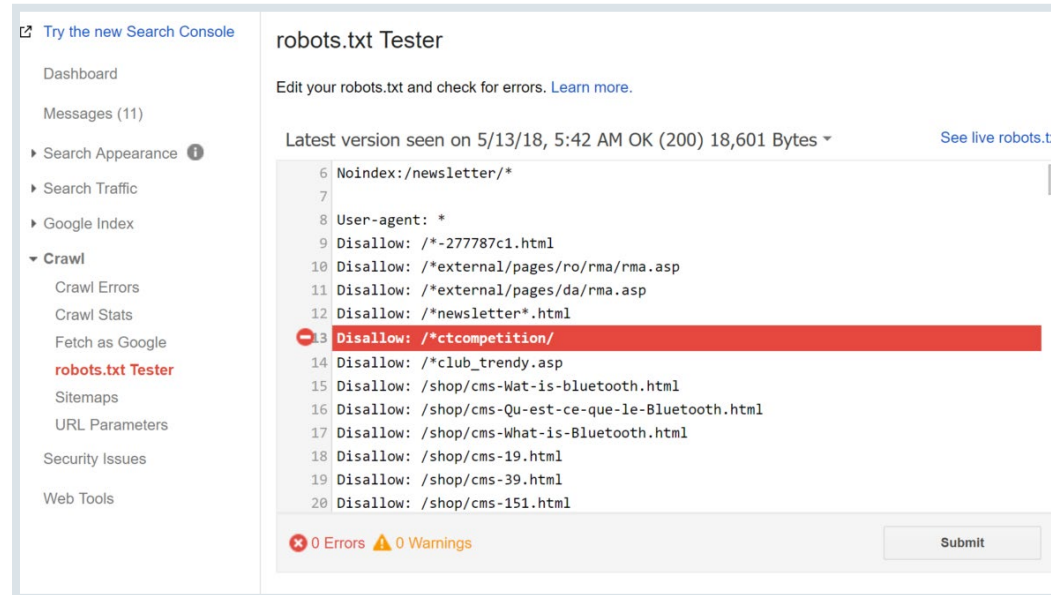 Try the new Search Console
Dashboard
Messages (11)
Search Appearance
Search Traffic
Google Index
Crawl
Crawl Errors
Crawl Stats
Fetch as Google
robots.txt Tester
Sitemaps
URL Parameters
Security Issues
Web Tools
robots.txt Tester
Edit your robots.txt and check for errors. Learn more.
Latest version seen on 5/13/18, 5:42 AM OK (200) 18,601 Bytes
See live robots.t
6 Noindex:/newsletter/*
7
8 User-agent: *
9 Disallow: /*-277787c1.html
10 Disallow: /*external/pages/ro/rma/rma.asp
11 Disallow: /*external/pages/da/rma.asp
12 Disallow: /*newsletter*.html
13 Disallow: /*ctcompetition/
14 Disallow: /*club_trendy.asp
15 Disallow: /shop/cms-Wat-is-bluetooth.html
16 Disallow: /shop/cms-Qu-est-ce-que-le-Bluetooth.html
17 Disallow: /shop/cms-What-is-Bluetooth.html
18 Disallow: /shop/cms-19.html
19 Disallow: /shop/cms-39.html
20 Disallow: /shop/cms-151.html
0 Errors 0 Warnings
Submit